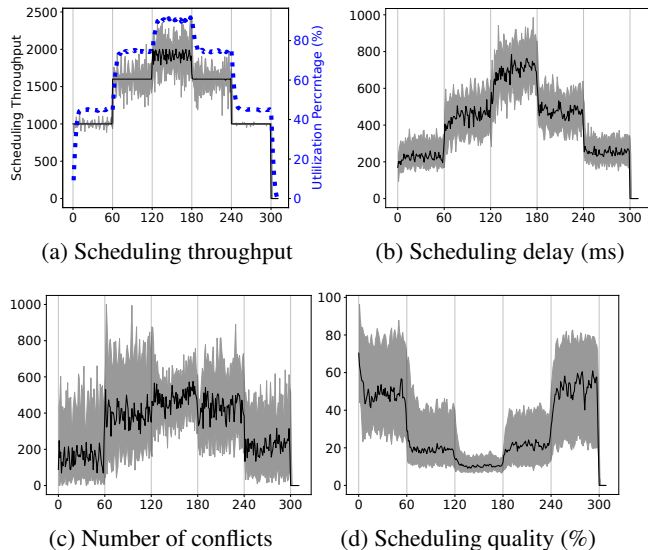 2500
2000
1500
1000
500
0
Scheduling Throughput
80
60
40
20
0
Utlilization Percrntage (%)
0 60 120 180 240 300
(a) Scheduling throughput
1000
800
600
400
200
0
0 60 120 180 240 300
(b) Scheduling delay (ms)
1000
800
600
400
200
0
0 60 120 180 240 300
(c) Number of conflicts
100
80
60
40
20
0
0 60 120 180 240 300
(d) Scheduling quality (%)